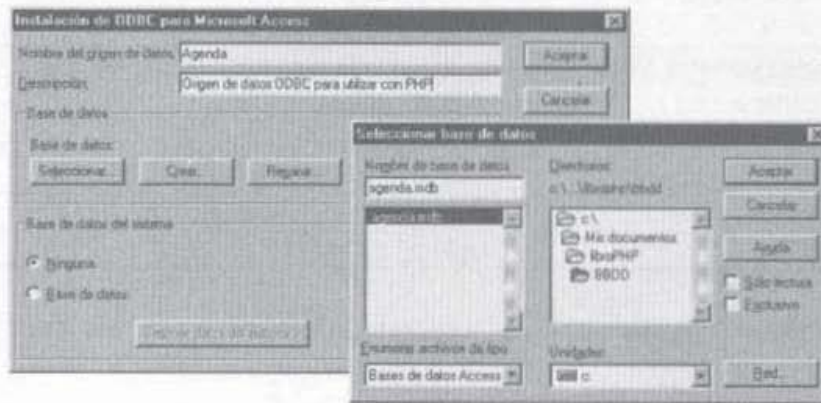 Instalación de ODBC para Microsoft Access
Nombre del origen de datos: Agenda
Aceptar
Descripción: Origen de datos ODBC para utilizar con PHP
Cancelar
Base de datos
Base de datos:
Seleccionar...
Crear...
Reparar...
Base de datos del sistema
Ninguna
Base de datos:
Seleccionar base de datos
Nombre de base de datos
agenda.mdb
agenda.mdb
Enumerar archivos de tipo
Bases de datos Access
Directorios:
c:\
Mis documentos
libroPHP
BBDD
Unidades:
c:
Aceptar
Cancelar
Ayuda
Sólo lectura
Exclusivo
Red...